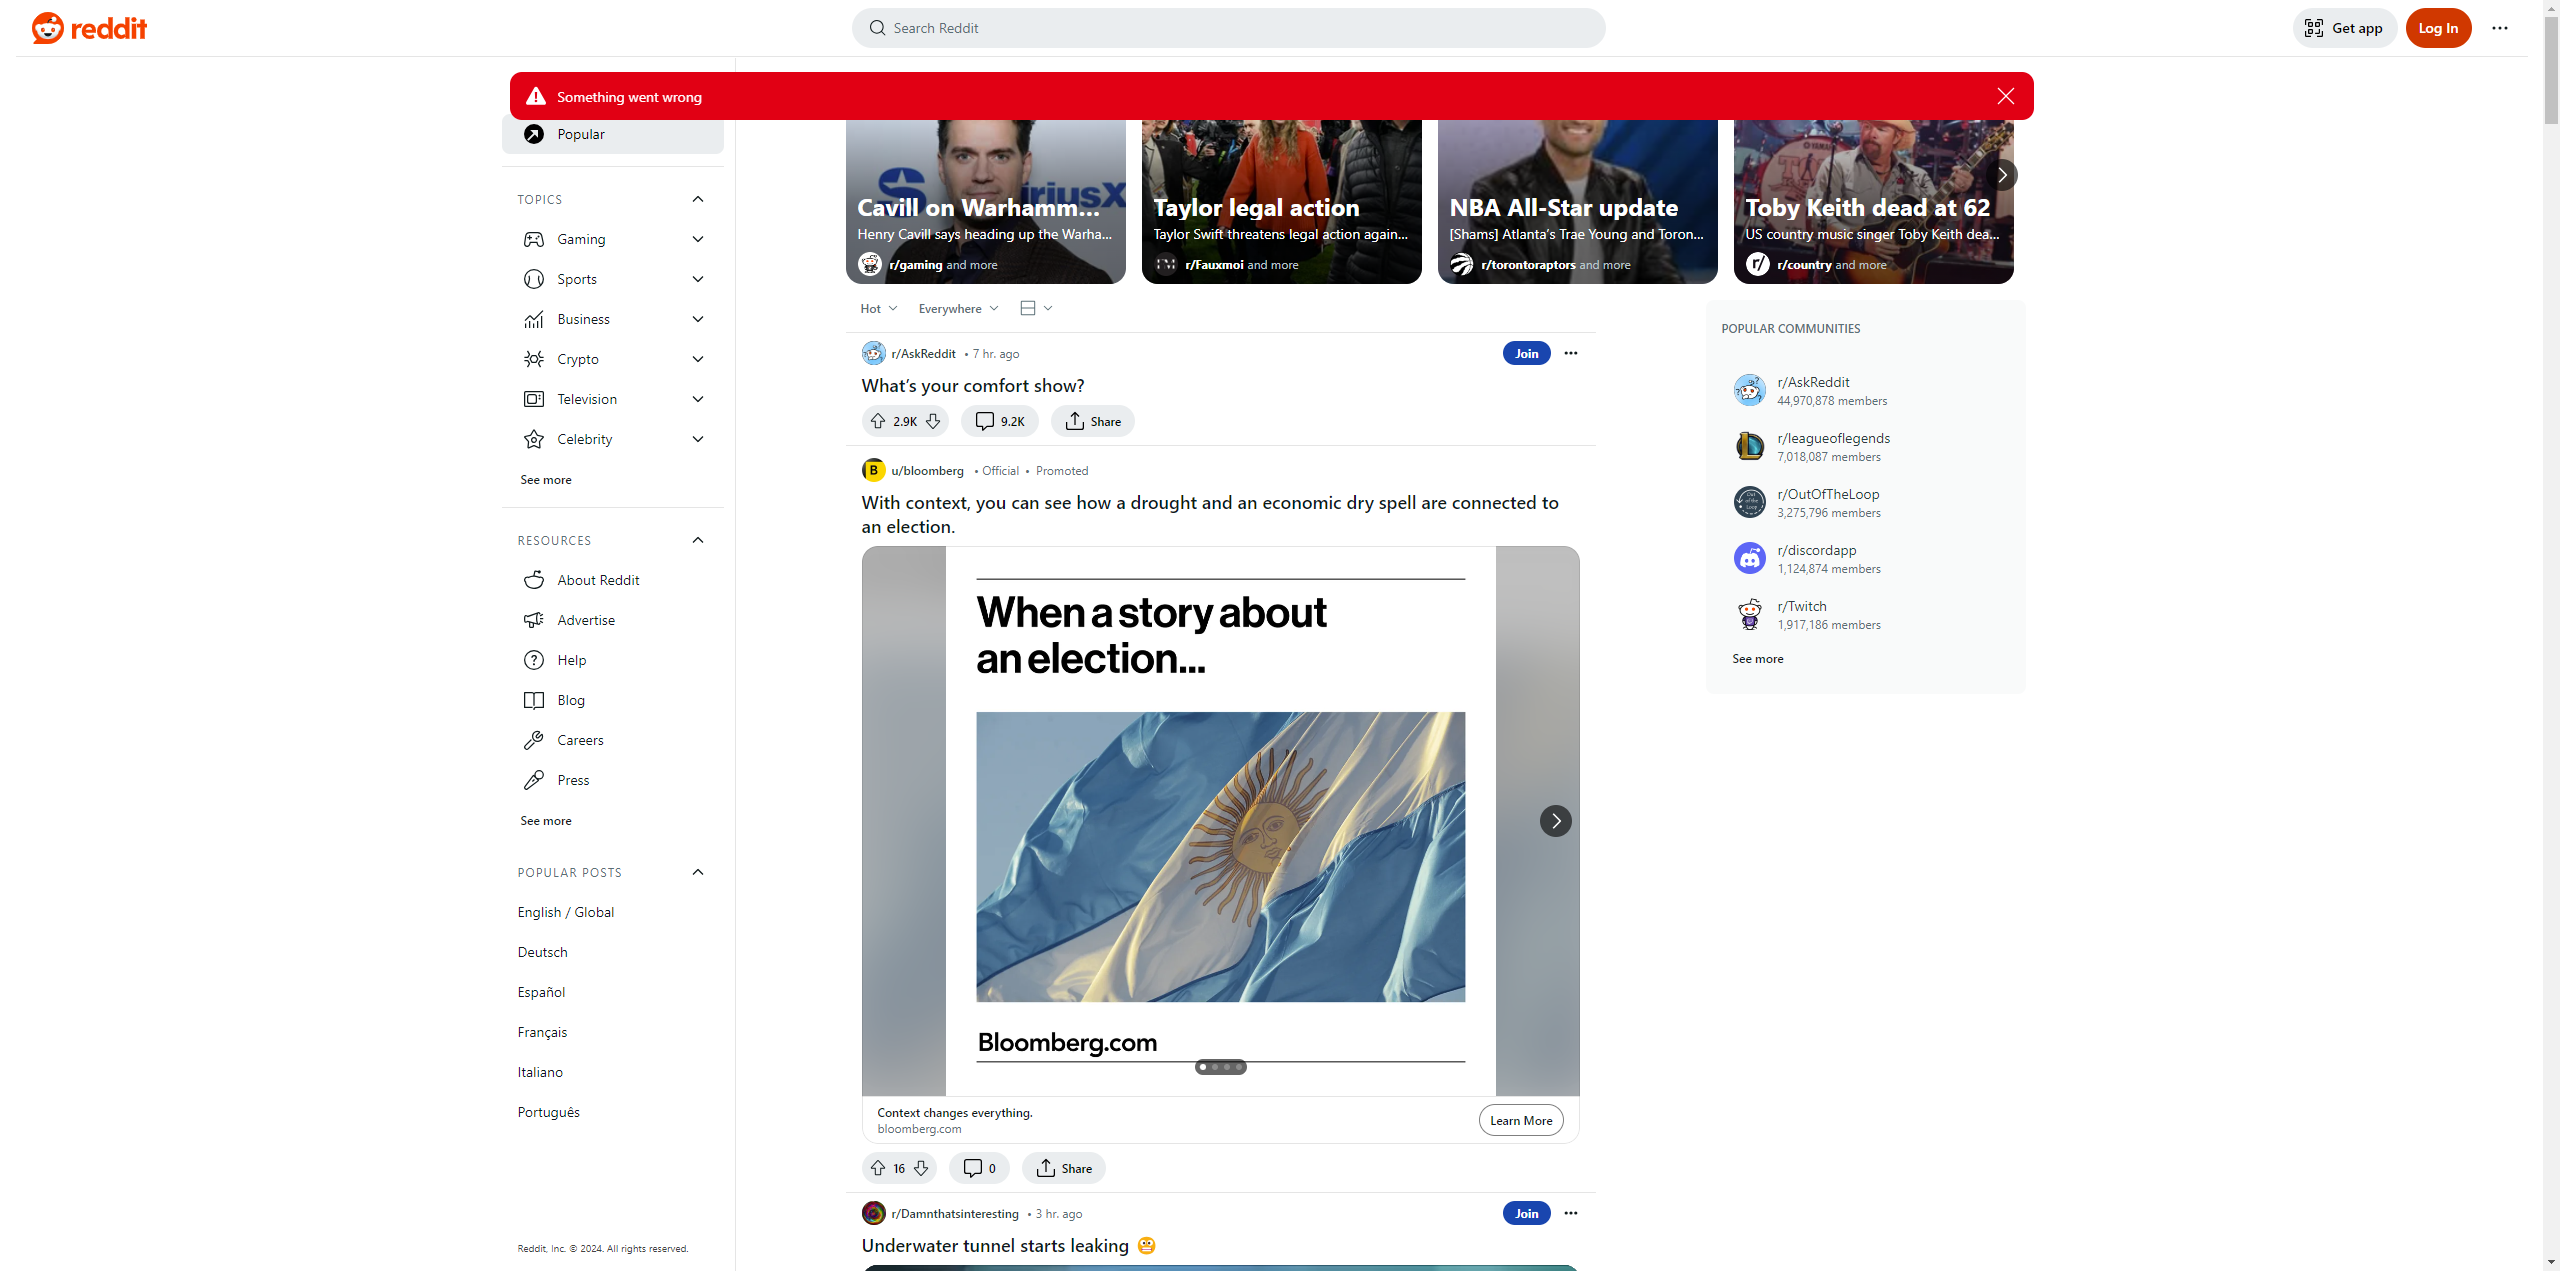 reddit
Search Reddit
Get app
Log In
Something went wrong
Popular
TOPICS
Gaming
Sports
Business
Crypto
Television
Celebrity
See more
RESOURCES
About Reddit
Advertise
Help
Blog
Careers
Press
See more
POPULAR POSTS
English / Global
Deutsch
Español
Français
Italiano
Português
Reddit, Inc. © 2024. All rights reserved.
Cavill on Warhamm...
Henry Cavill says heading up the Warha...
r/gaming and more
Taylor legal action
Taylor Swift threatens legal action again...
r/Fauxmoi and more
NBA All-Star update
[Shams] Atlanta’s Trae Young and Toron...
r/torontoraptors and more
Toby Keith dead at 62
US country music singer Toby Keith dea...
r/country and more
Hot
Everywhere
r/AskReddit • 7 hr. ago
Join
What’s your comfort show?
2.9K
9.2K
Share
u/bloomberg • Official • Promoted
With context, you can see how a drought and an economic dry spell are connected to
an election.
When a story about
an election...
Bloomberg.com
Context changes everything.
bloomberg.com
Learn More
16
0
Share
r/Damnthatsinteresting • 3 hr. ago
Join
Underwater tunnel starts leaking 😬
POPULAR COMMUNITIES
r/AskReddit
44,970,878 members
r/leagueoflegends
7,018,087 members
r/OutOfTheLoop
3,275,796 members
r/discordapp
1,124,874 members
r/Twitch
1,917,186 members
See more